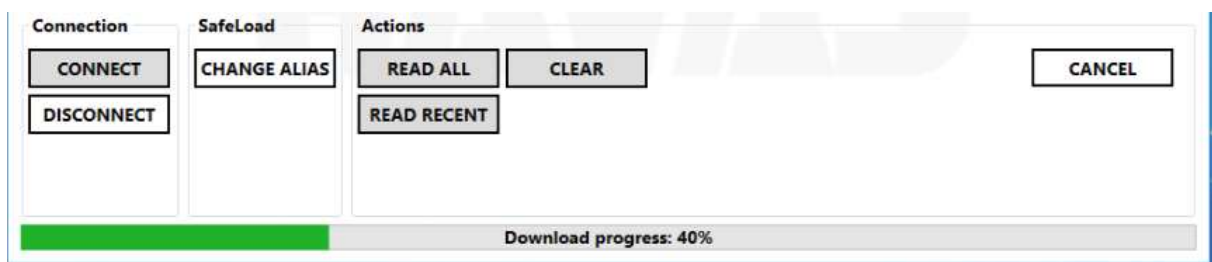 Connection SafeLoad Actions
CONNECT CHANGE ALIAS READ ALL CLEAR CANCEL
DISCONNECT READ RECENT
Download progress: 40%